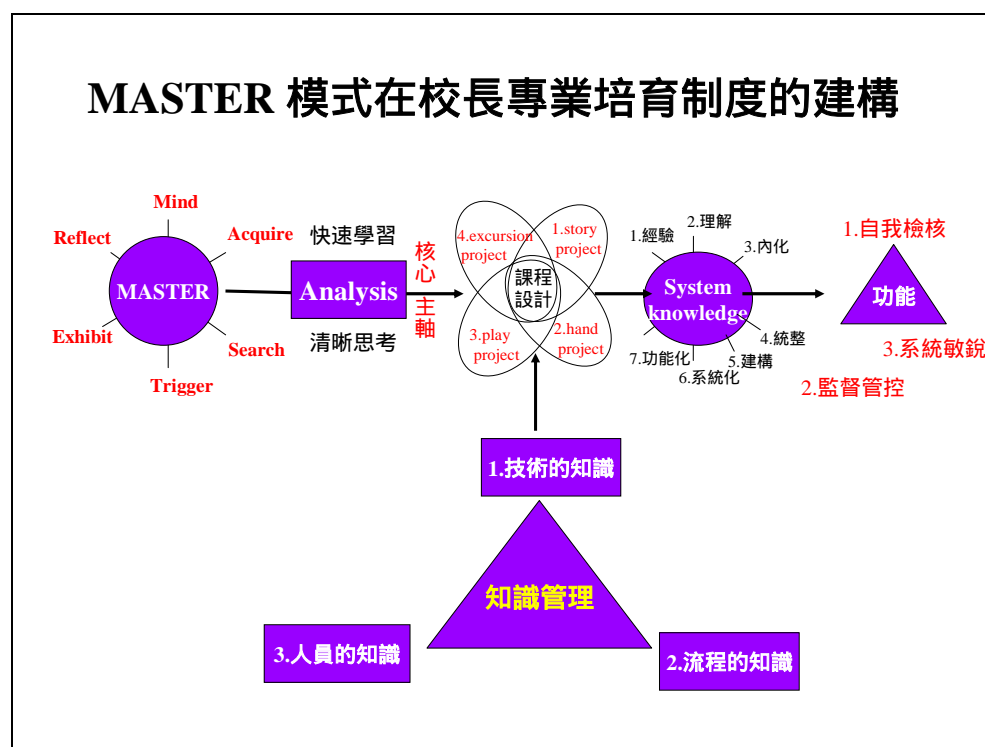 MASTER 模式在校長專業培育制度的建構
Mind
Reflect
Acquire
MASTER
Exhibit
Search
Trigger
快速學習
Analysis
清晰思考
核心
主軸
4.excursion
project
1.story
project
課程
設計
3.play
project
2.hand
project
1.經驗
2.理解
3.內化
System
knowledge
4.統整
5.建構
6.系統化
7.功能化
1.自我檢核
功能
3.系統敏銳
2.監督管控
1.技術的知識
知識管理
3.人員的知識
2.流程的知識